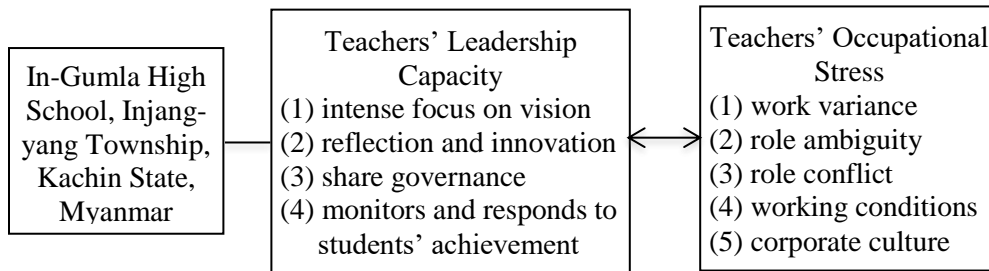 In-Gumla High
School, Injang-
yang Township,
Kachin State,
Myanmar
Teachers’ Leadership
Capacity
(1) intense focus on vision
(2) reflection and innovation
(3) share governance
(4) monitors and responds to
students’ achievement
Teachers’ Occupational
Stress
(1) work variance
(2) role ambiguity
(3) role conflict
(4) working conditions
(5) corporate culture